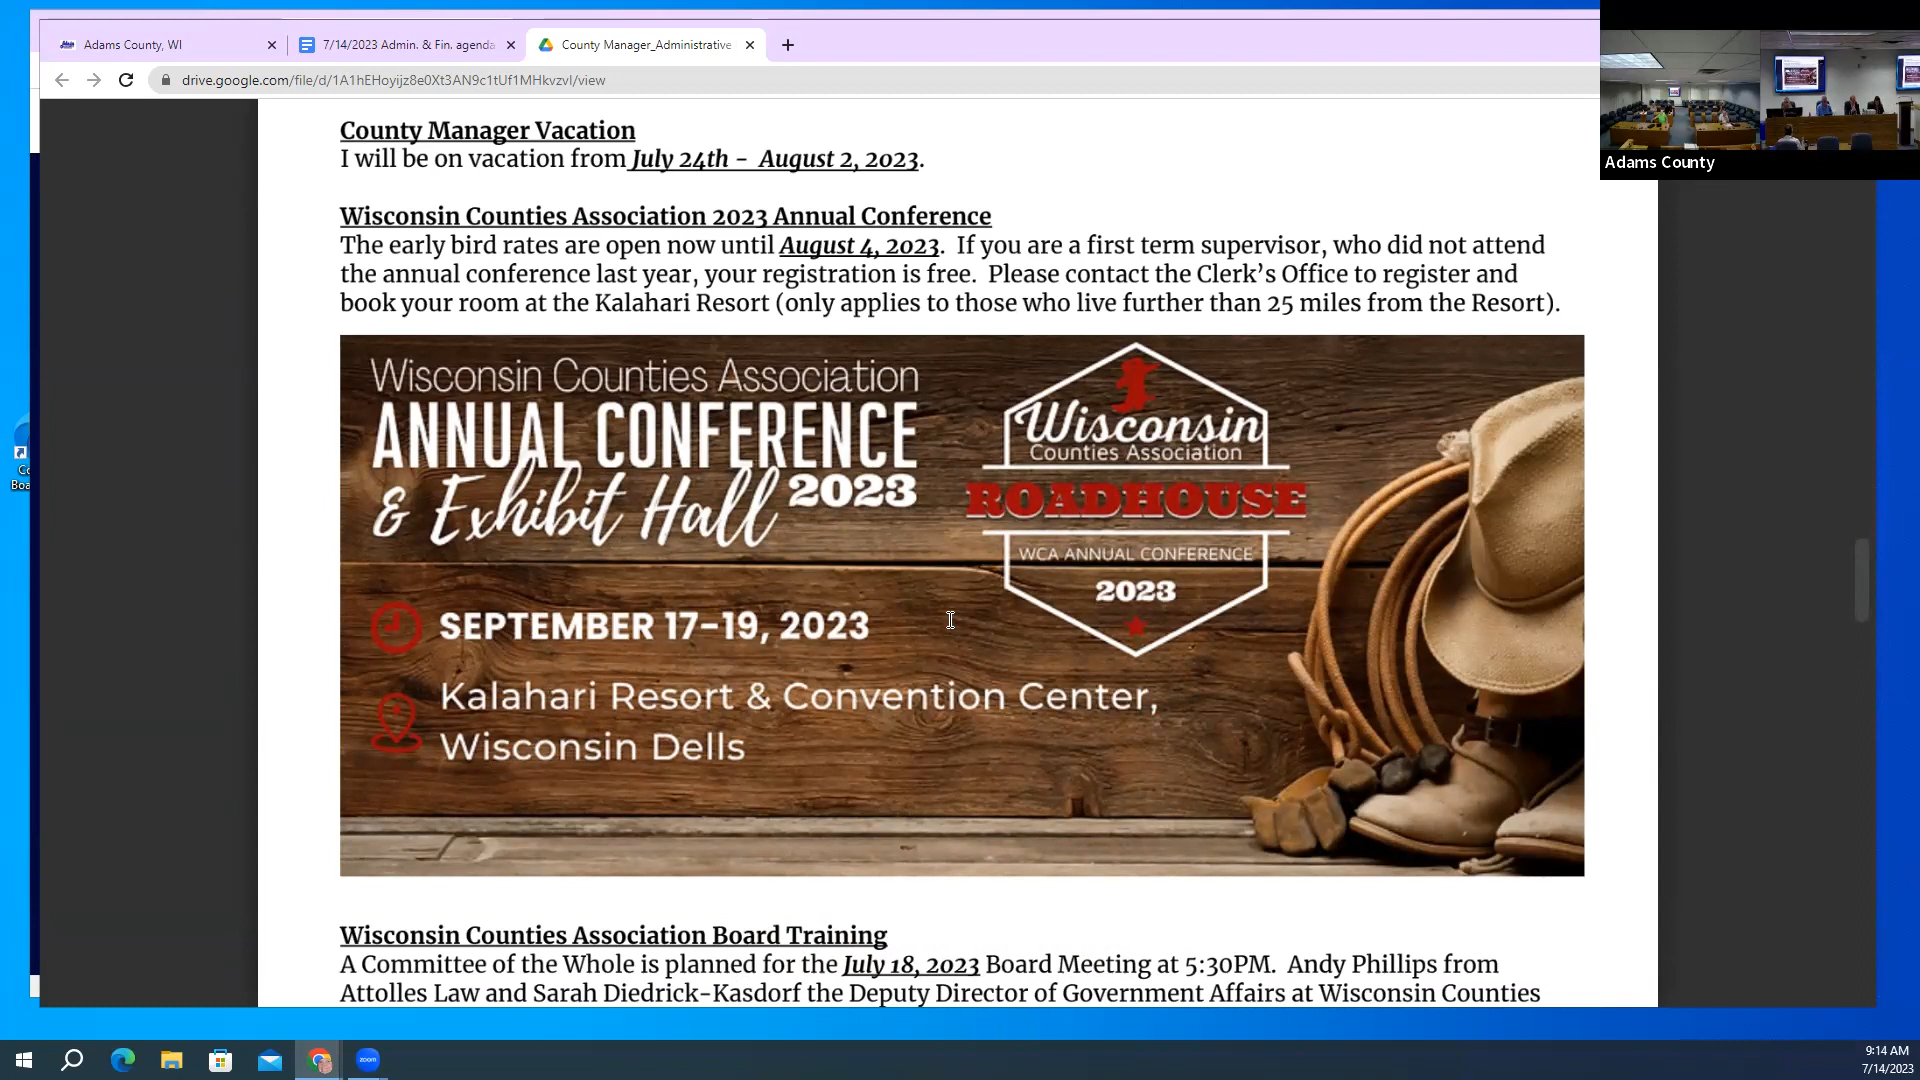 Adams County, WI
7/14/2023 Admin. & Fin. agenda
County Manager_Administrative
drive.google.com/file/d/1A1hEHoyijz8e0Xt3AN9c1tUf1MHkvzvI/view
Adams County
County Manager Vacation
I will be on vacation from July 24th - August 2, 2023.
Wisconsin Counties Association 2023 Annual Conference
The early bird rates are open now until August 4, 2023. If you are a first term supervisor, who did not attend
the annual conference last year, your registration is free. Please contact the Clerk's Office to register and
book your room at the Kalahari Resort (only applies to those who live further than 25 miles from the Resort).
Wisconsin Counties Association
ANNUAL CONFERENCE
& Exhibit Hall 2023
Wisconsin
Counties Association
ROADHOUSE
WCA ANNUAL CONFERENCE
2023
SEPTEMBER 17-19, 2023
Kalahari Resort & Convention Center,
Wisconsin Dells
Wisconsin Counties Association Board Training
A Committee of the Whole is planned for the July 18, 2023 Board Meeting at 5:30PM. Andy Phillips from
Attolles Law and Sarah Diedrick-Kasdorf the Deputy Director of Government Affairs at Wisconsin Counties
zoom
9:14 AM
7/14/2023